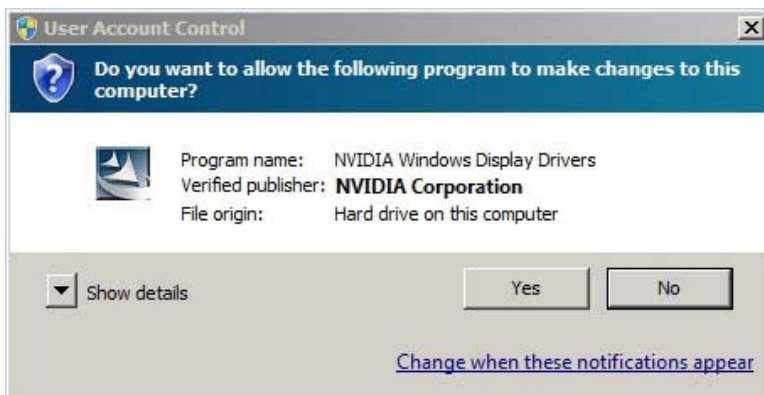 User Account Control
Do you want to allow the following program to make changes to this
computer?
Program name: NVIDIA Windows Display Drivers
Verified publisher: NVIDIA Corporation
File origin: Hard drive on this computer
Show details
Yes
No
Change when these notifications appear